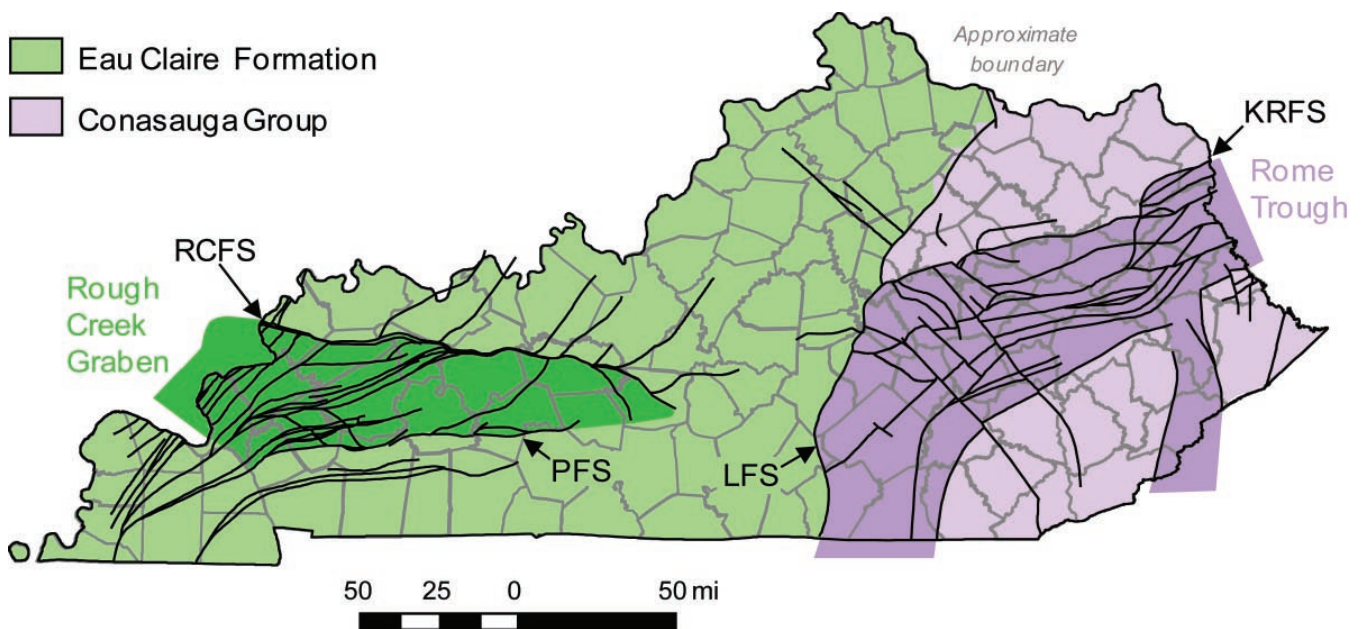 Eau Claire Formation
Conasauga Group
Approximate
boundary
KRFS
Rome
Trough
RCFS
Rough
Creek
Graben
PFS
LFS
50 25 0 50 mi